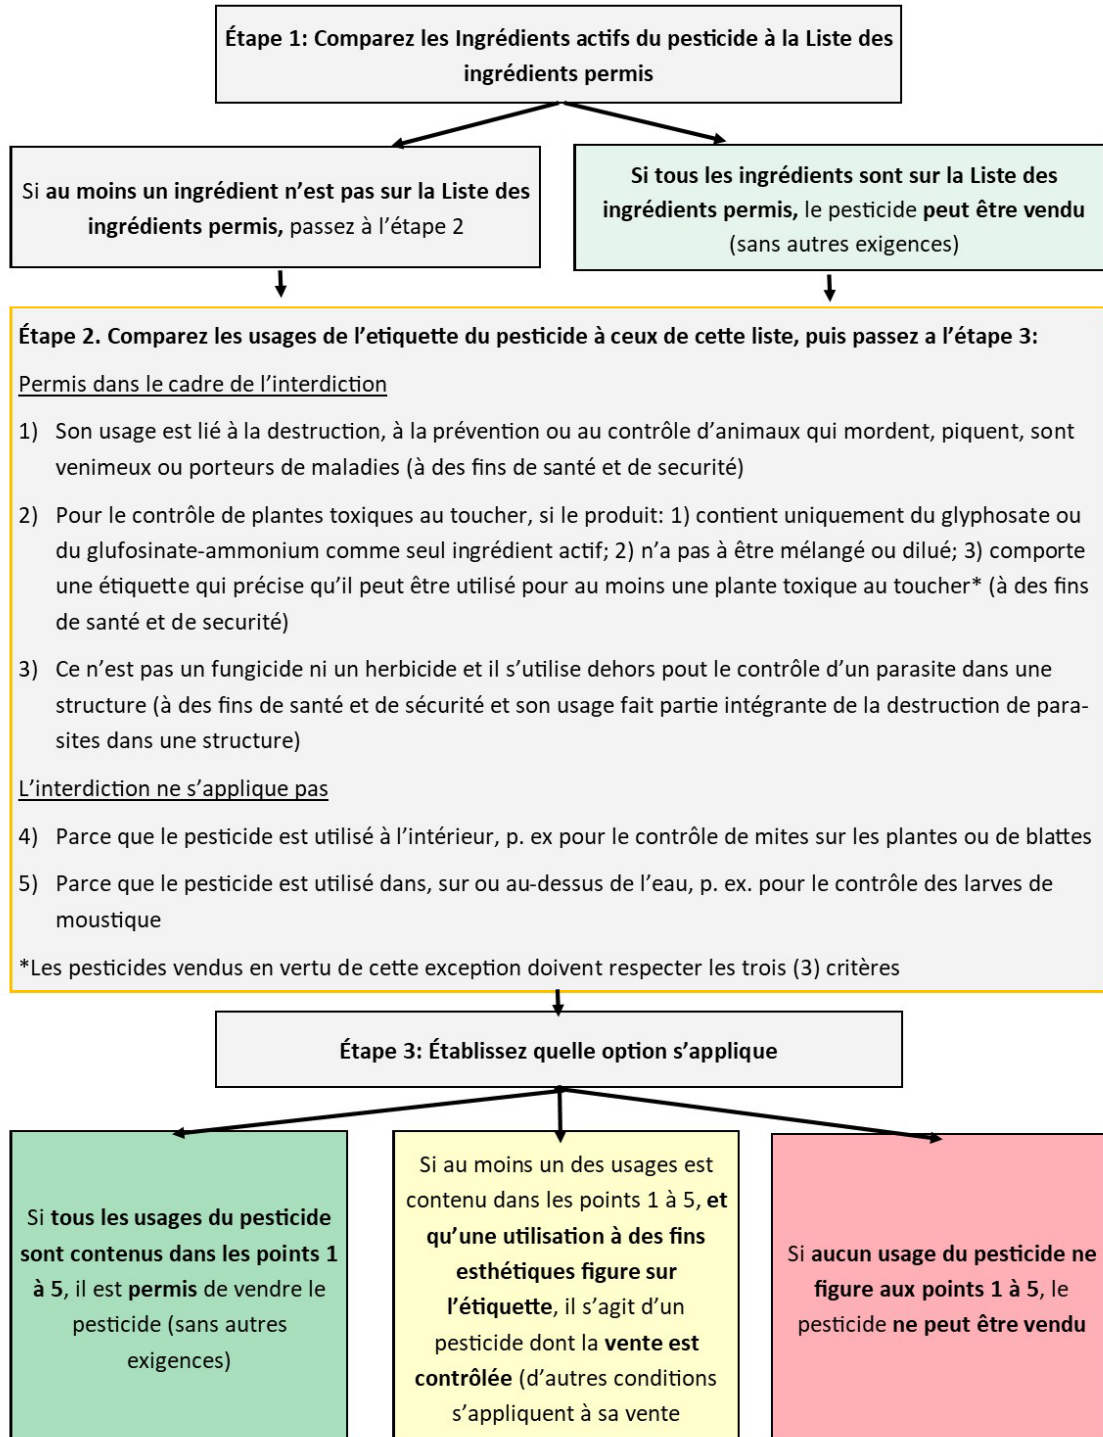 Étape 1: Comparez les Ingrédients actifs du pesticide à la Liste des
ingrédients permis
Si au moins un ingrédient n’est pas sur la Liste des
ingrédients permis, passez à l’étape 2
Si tous les ingrédients sont sur la Liste des
ingrédients permis, le pesticide peut être vendu
(sans autres exigences)
Étape 2. Comparez les usages de l’etiquette du pesticide à ceux de cette liste, puis passez a l’étape 3:
Permis dans le cadre de l’interdiction
1) Son usage est lié à la destruction, à la prévention ou au contrôle d’animaux qui mordent, piquent, sont
venimeux ou porteurs de maladies (à des fins de santé et de securité)
2) Pour le contrôle de plantes toxiques au toucher, si le produit: 1) contient uniquement du glyphosate ou
du glufosinate-ammonium comme seul ingrédient actif; 2) n’a pas à être mélangé ou dilué; 3) comporte
une étiquette qui précise qu’il peut être utilisé pour au moins une plante toxique au toucher* (à des fins
de santé et de securité)
3) Ce n’est pas un fungicide ni un herbicide et il s’utilise dehors pout le contrôle d’un parasite dans une
structure (à des fins de santé et de sécurité et son usage fait partie intégrante de la destruction de para-
sites dans une structure)
L’interdiction ne s’applique pas
4) Parce que le pesticide est utilisé à l’intérieur, p. ex pour le contrôle de mites sur les plantes ou de blattes
5) Parce que le pesticide est utilisé dans, sur ou au-dessus de l’eau, p. ex. pour le contrôle des larves de
moustique
*Les pesticides vendus en vertu de cette exception doivent respecter les trois (3) critères
Étape 3: Établissez quelle option s’applique
Si tous les usages du pesticide
sont contenus dans les points 1
à 5, il est permis de vendre le
pesticide (sans autres
exigences)
Si au moins un des usages est
contenu dans les points 1 à 5, et
qu’une utilisation à des fins
esthétiques figure sur
l’étiquette, il s’agit d’un
pesticide dont la vente est
contrôlée (d’autres conditions
s’appliquent à sa vente
Si aucun usage du pesticide ne
figure aux points 1 à 5, le
pesticide ne peut être vendu